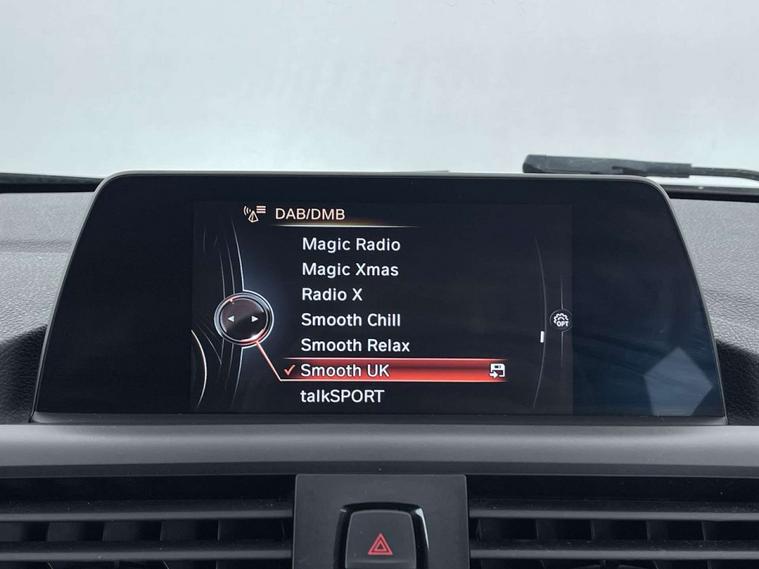 DAB/DMB
Magic Radio
Magic Xmas
Radio X
Smooth Chill
OPT
Smooth Relax
Smooth UK
talkSPORT